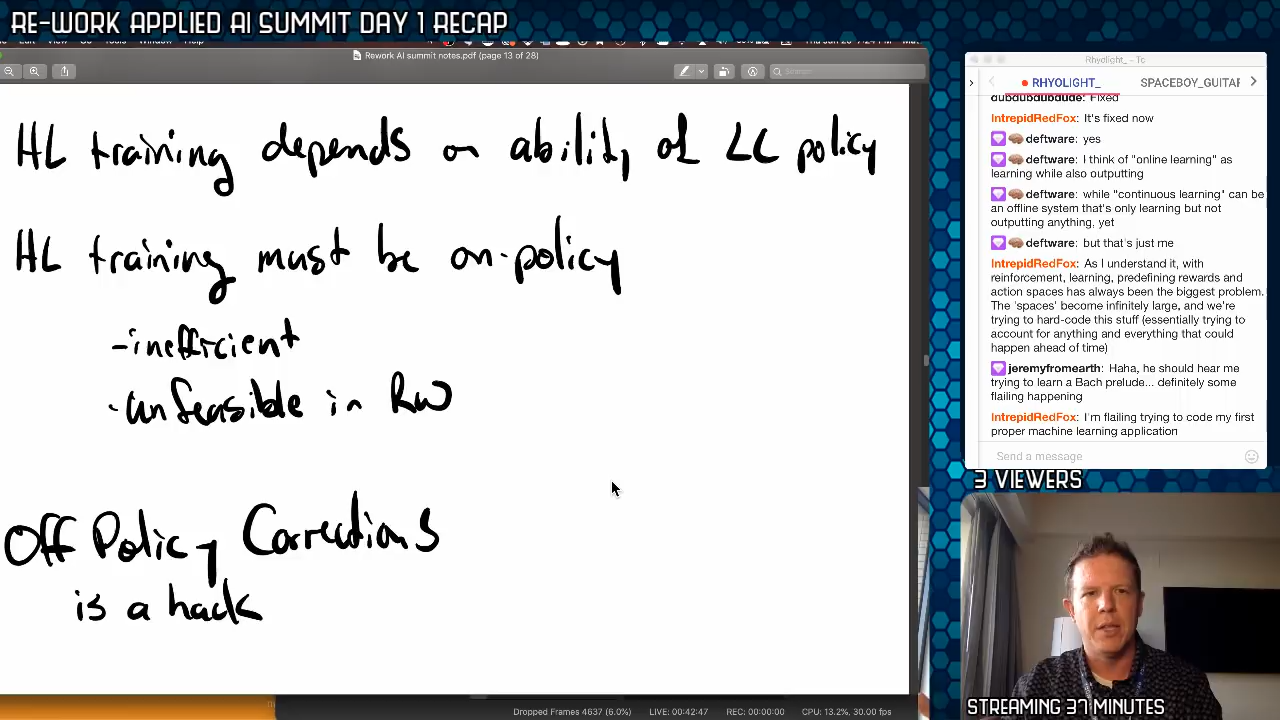 RE-WORK APPLIED AI SUMMIT DAY 1 RECAP
Rework AI summit notes.pdf (page 13 of 28)
Search
HL training depends on ability of LL policy
HL training must be on-policy
-inefficient
-unfeasible in RW
Off Policy Corrections
is a hack
Rhyolight_ – To
RHYOLIGHT_ SPACEBOY_GUITAR
dubdubdubdude: Fixed
IntrepidRedFox: It's fixed now
deftware: yes
deftware: I think of "online learning" as
learning while also outputting
deftware: while "continuous learning" can be
an offline system that's only learning but not
outputting anything, yet
deftware: but that's just me
IntrepidRedFox: As I understand it, with
reinforcement, learning, predefining rewards and
action spaces has always been the biggest problem.
The 'spaces' become infinitely large, and we're
trying to hard-code this stuff (essentially trying to
account for anything and everything that could
happen ahead of time)
jeremyfromearth: Haha, he should hear me
trying to learn a Bach prelude... definitely some
flailing happening
IntrepidRedFox: I'm flailing trying to code my first
proper machine learning application
Send a message
3 VIEWERS
STREAMING 37 MINUTES
Dropped Frames 4637 (6.0%) LIVE: 00:42:47 REC: 00:00:00 CPU: 13.2%, 30.00 fps